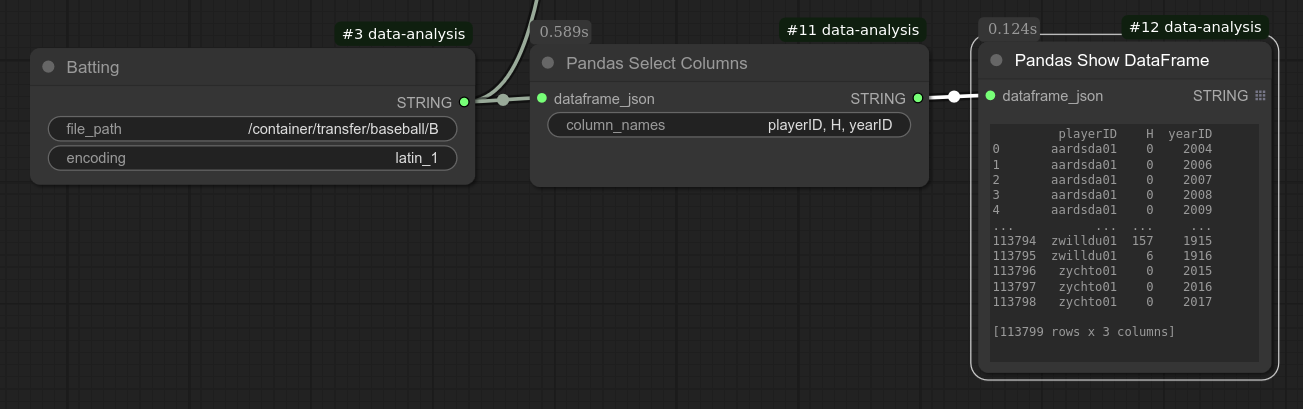 #3 data-analysis
Batting
STRING
file_path /container/transfer/baseball/B
encoding latin_1
0.589s
#11 data-analysis
Pandas Select Columns
dataframe_json STRING
column_names playerID, H, yearID
0.124s
#12 data-analysis
Pandas Show DataFrame
dataframe_json STRING
playerID H yearID
0 aardsda01 0 2004
1 aardsda01 0 2006
2 aardsda01 0 2007
3 aardsda01 0 2008
4 aardsda01 0 2009
... ... ... ...
113794 zwilldu01 157 1915
113795 zwilldu01 6 1916
113796 zychto01 0 2015
113797 zychto01 0 2016
113798 zychto01 0 2017
[113799 rows x 3 columns]